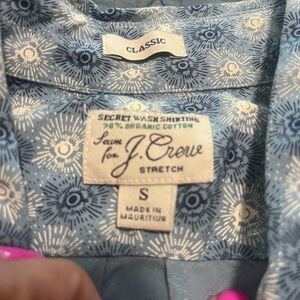 CLASSIC
SECRET WASH SHIRTING
98% ORGANIC COTTON
Sewn
for J.Crew
STRETCH
S
MADE IN
MAURITIUS